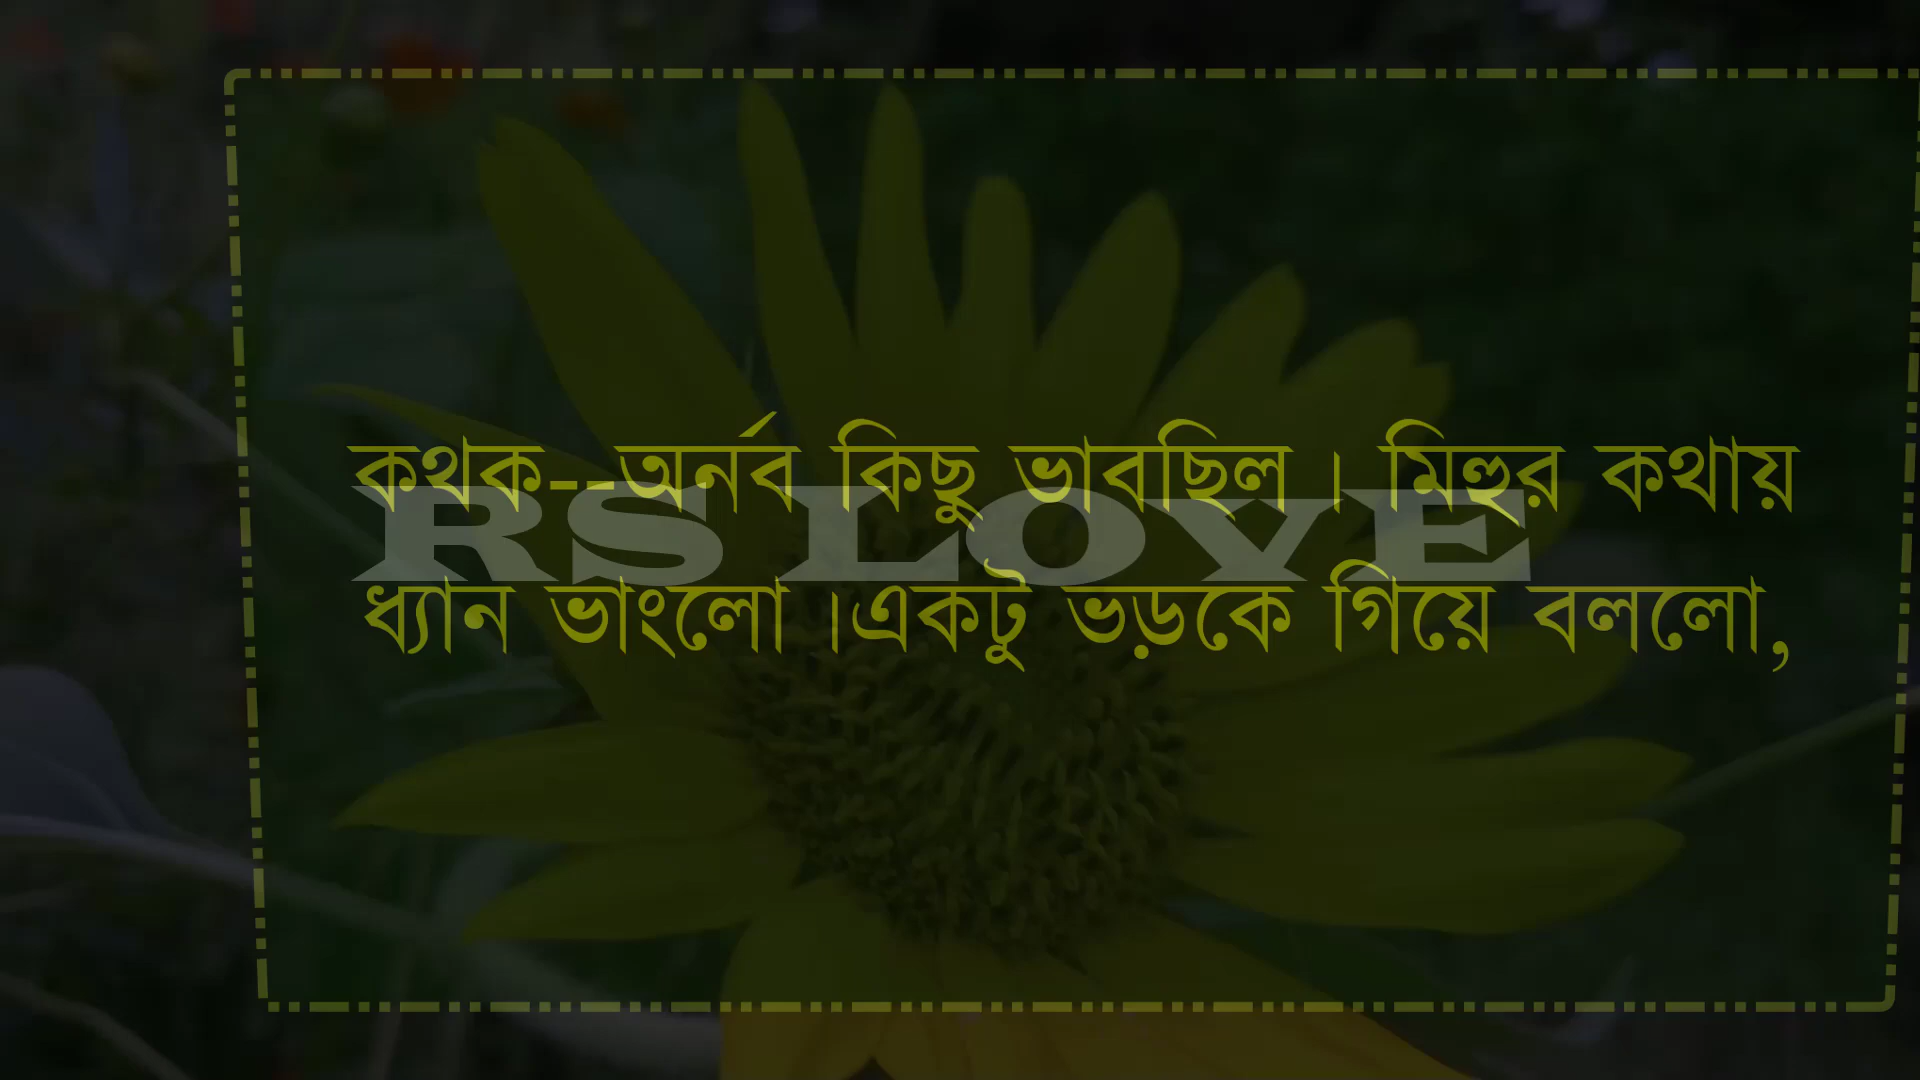 কথক--অর্নব কিছু ভাবছিল। মিহুর কথায়
RS LOVE
ধ্যান ভাংলো।একটু ভড়কে গিয়ে বললো,